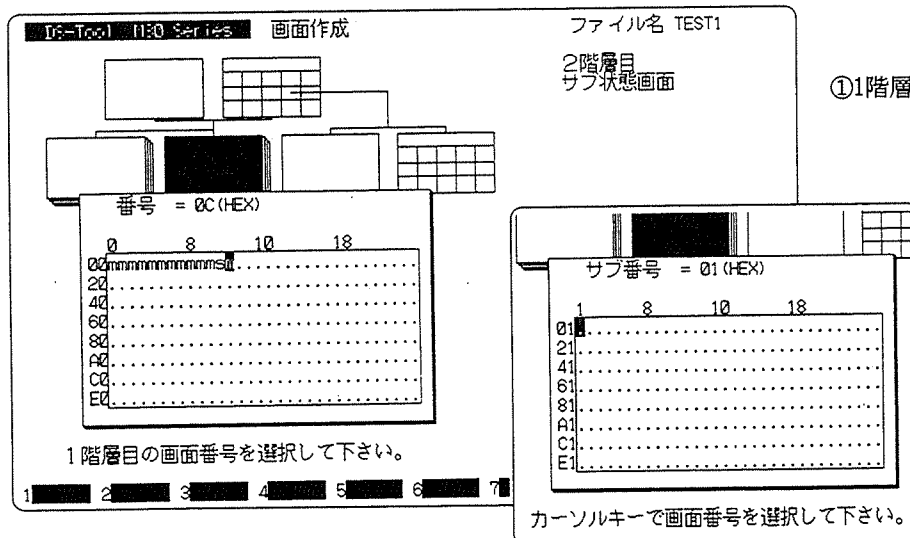 DS-Tool N80 Series 画面作成
ファイル名 TEST1
2階層目
サブ状態画面
①1階層
番号 = 0C(HEX)
0 8 10 18
00mmmmmmmmmmmmsm..................
20................................
40................................
60................................
80................................
A0................................
C0................................
E0................................
1階層目の画面番号を選択して下さい。
1 2 3 4 5 6 7
サブ番号 = 01(HEX)
1 8 10 18
01................................
21................................
41................................
61................................
81................................
A1................................
C1................................
E1................................
カーソルキーで画面番号を選択して下さい。